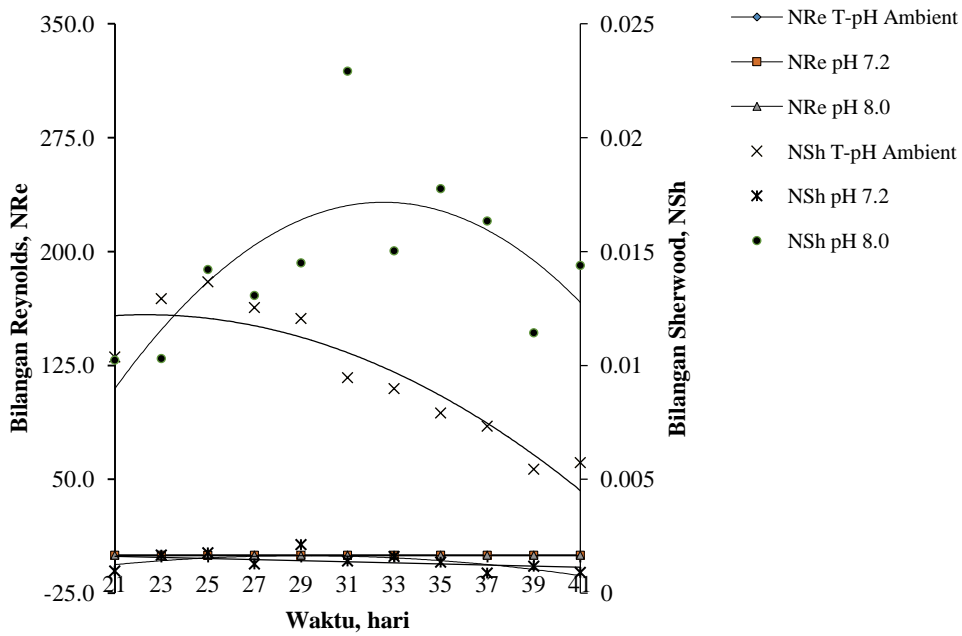 350.0
275.0
200.0
125.0
50.0
-25.0
Bilangan Reynolds, NRe
0.025
0.02
0.015
0.01
0.005
0
Bilangan Sherwood, NSh
21 23 25 27 29 31 33 35 37 39 41
Waktu, hari
NRe T-pH Ambient
NRe pH 7.2
NRe pH 8.0
NSh T-pH Ambient
NSh pH 7.2
NSh pH 8.0